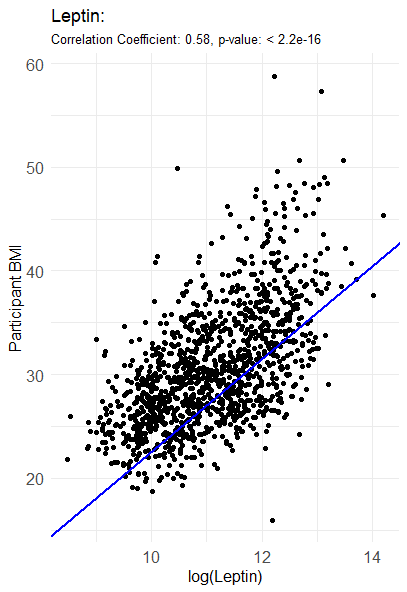 Leptin:
Correlation Coefficient: 0.58, p-value: < 2.2e-16
60
50
Participant BMI
40
30
20
10 12 14
log(Leptin)